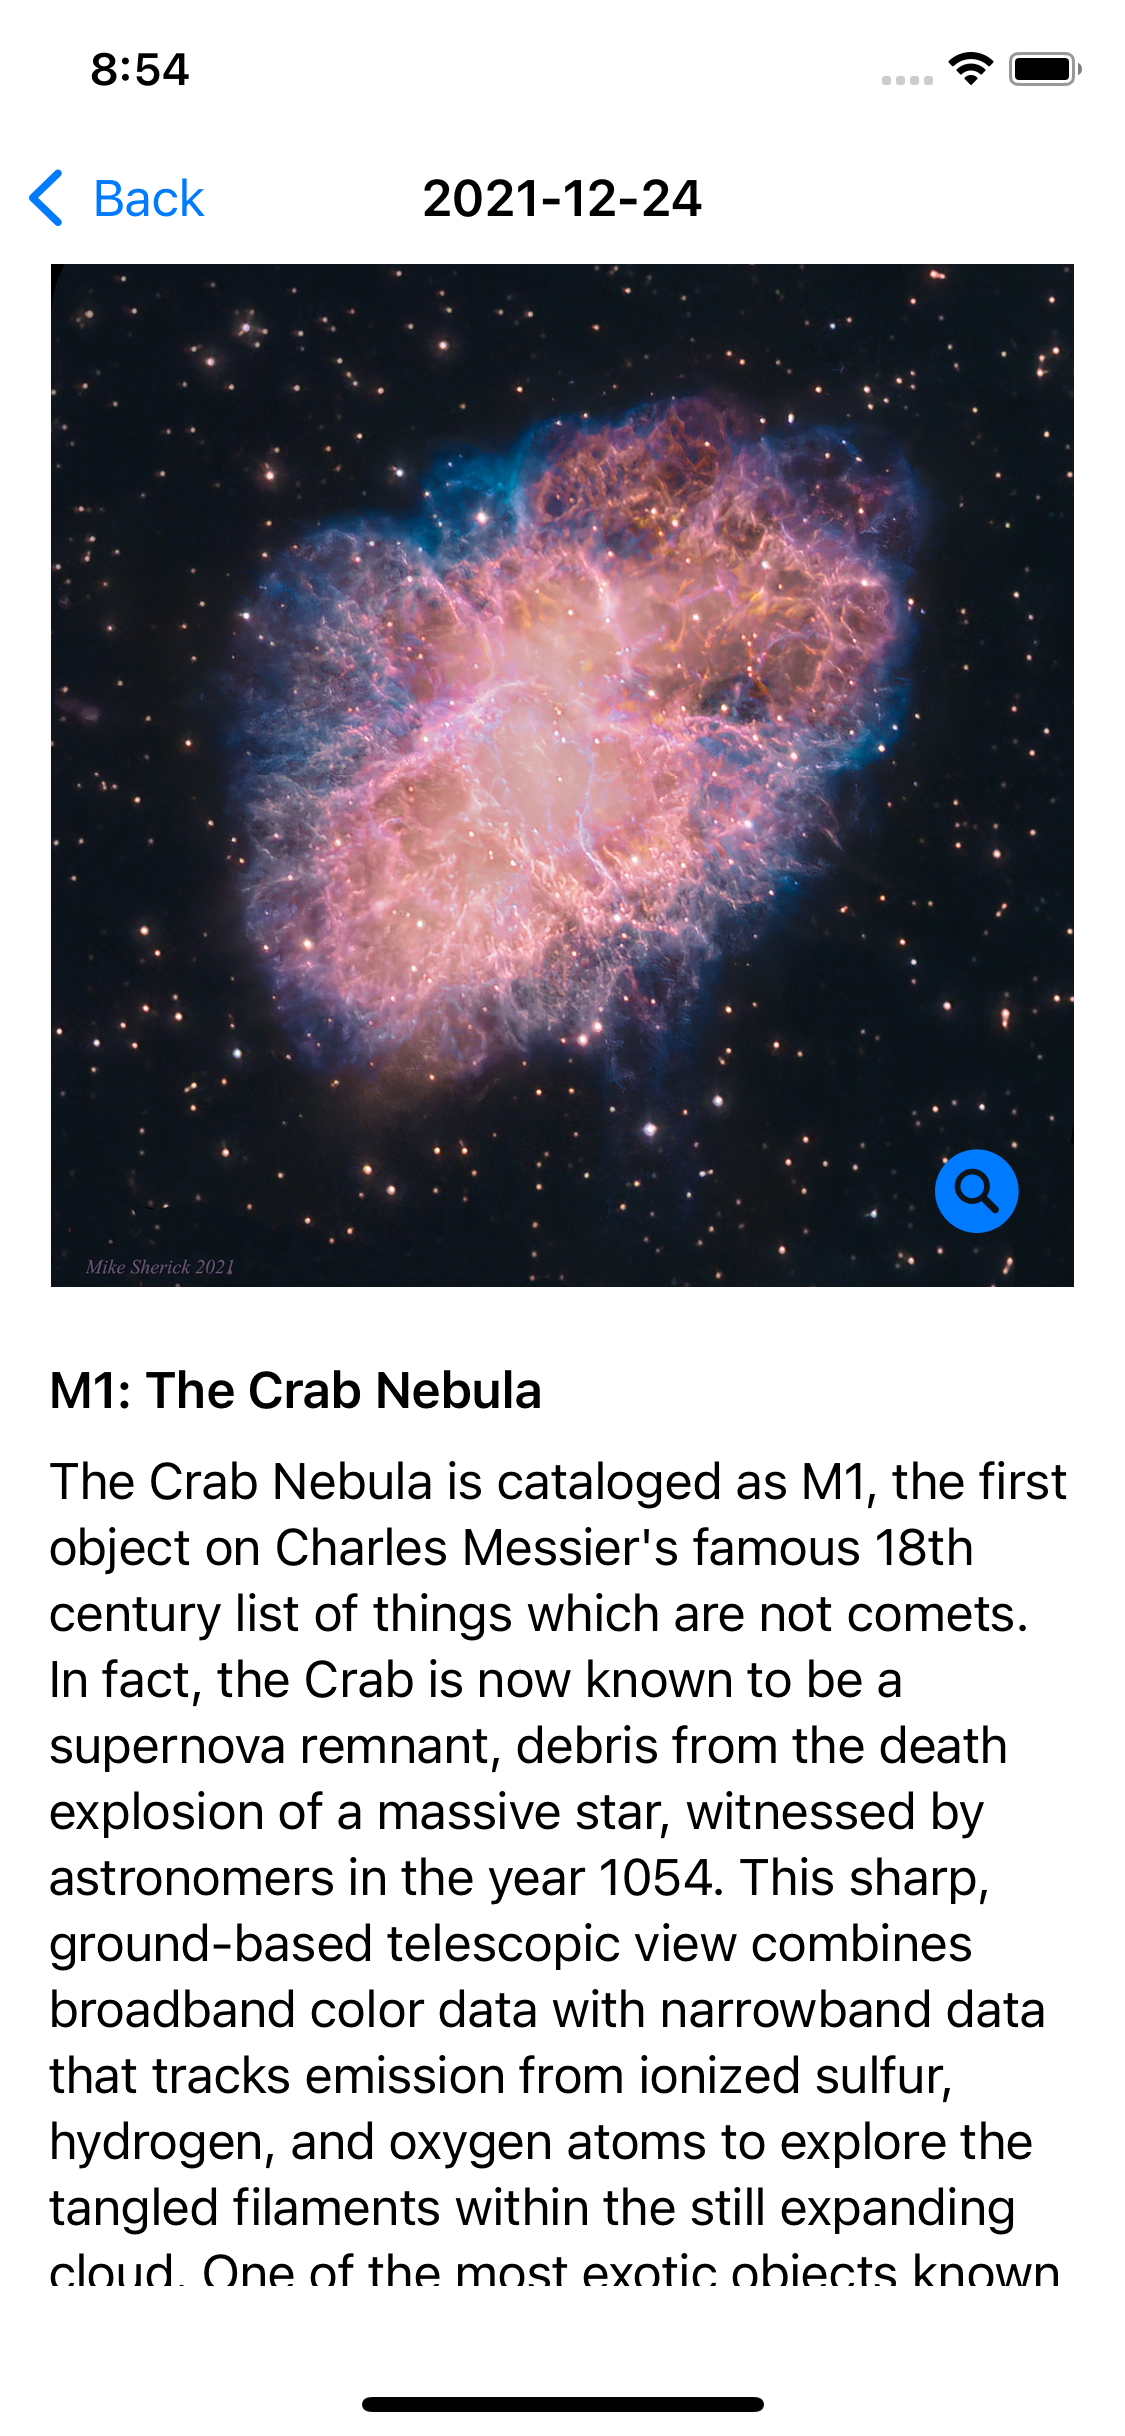 8:54
Back
2021-12-24
Mike Sherick 2021
M1: The Crab Nebula
The Crab Nebula is cataloged as M1, the first
object on Charles Messier's famous 18th
century list of things which are not comets.
In fact, the Crab is now known to be a
supernova remnant, debris from the death
explosion of a massive star, witnessed by
astronomers in the year 1054. This sharp,
ground-based telescopic view combines
broadband color data with narrowband data
that tracks emission from ionized sulfur,
hydrogen, and oxygen atoms to explore the
tangled filaments within the still expanding
cloud. One of the most exotic objects known